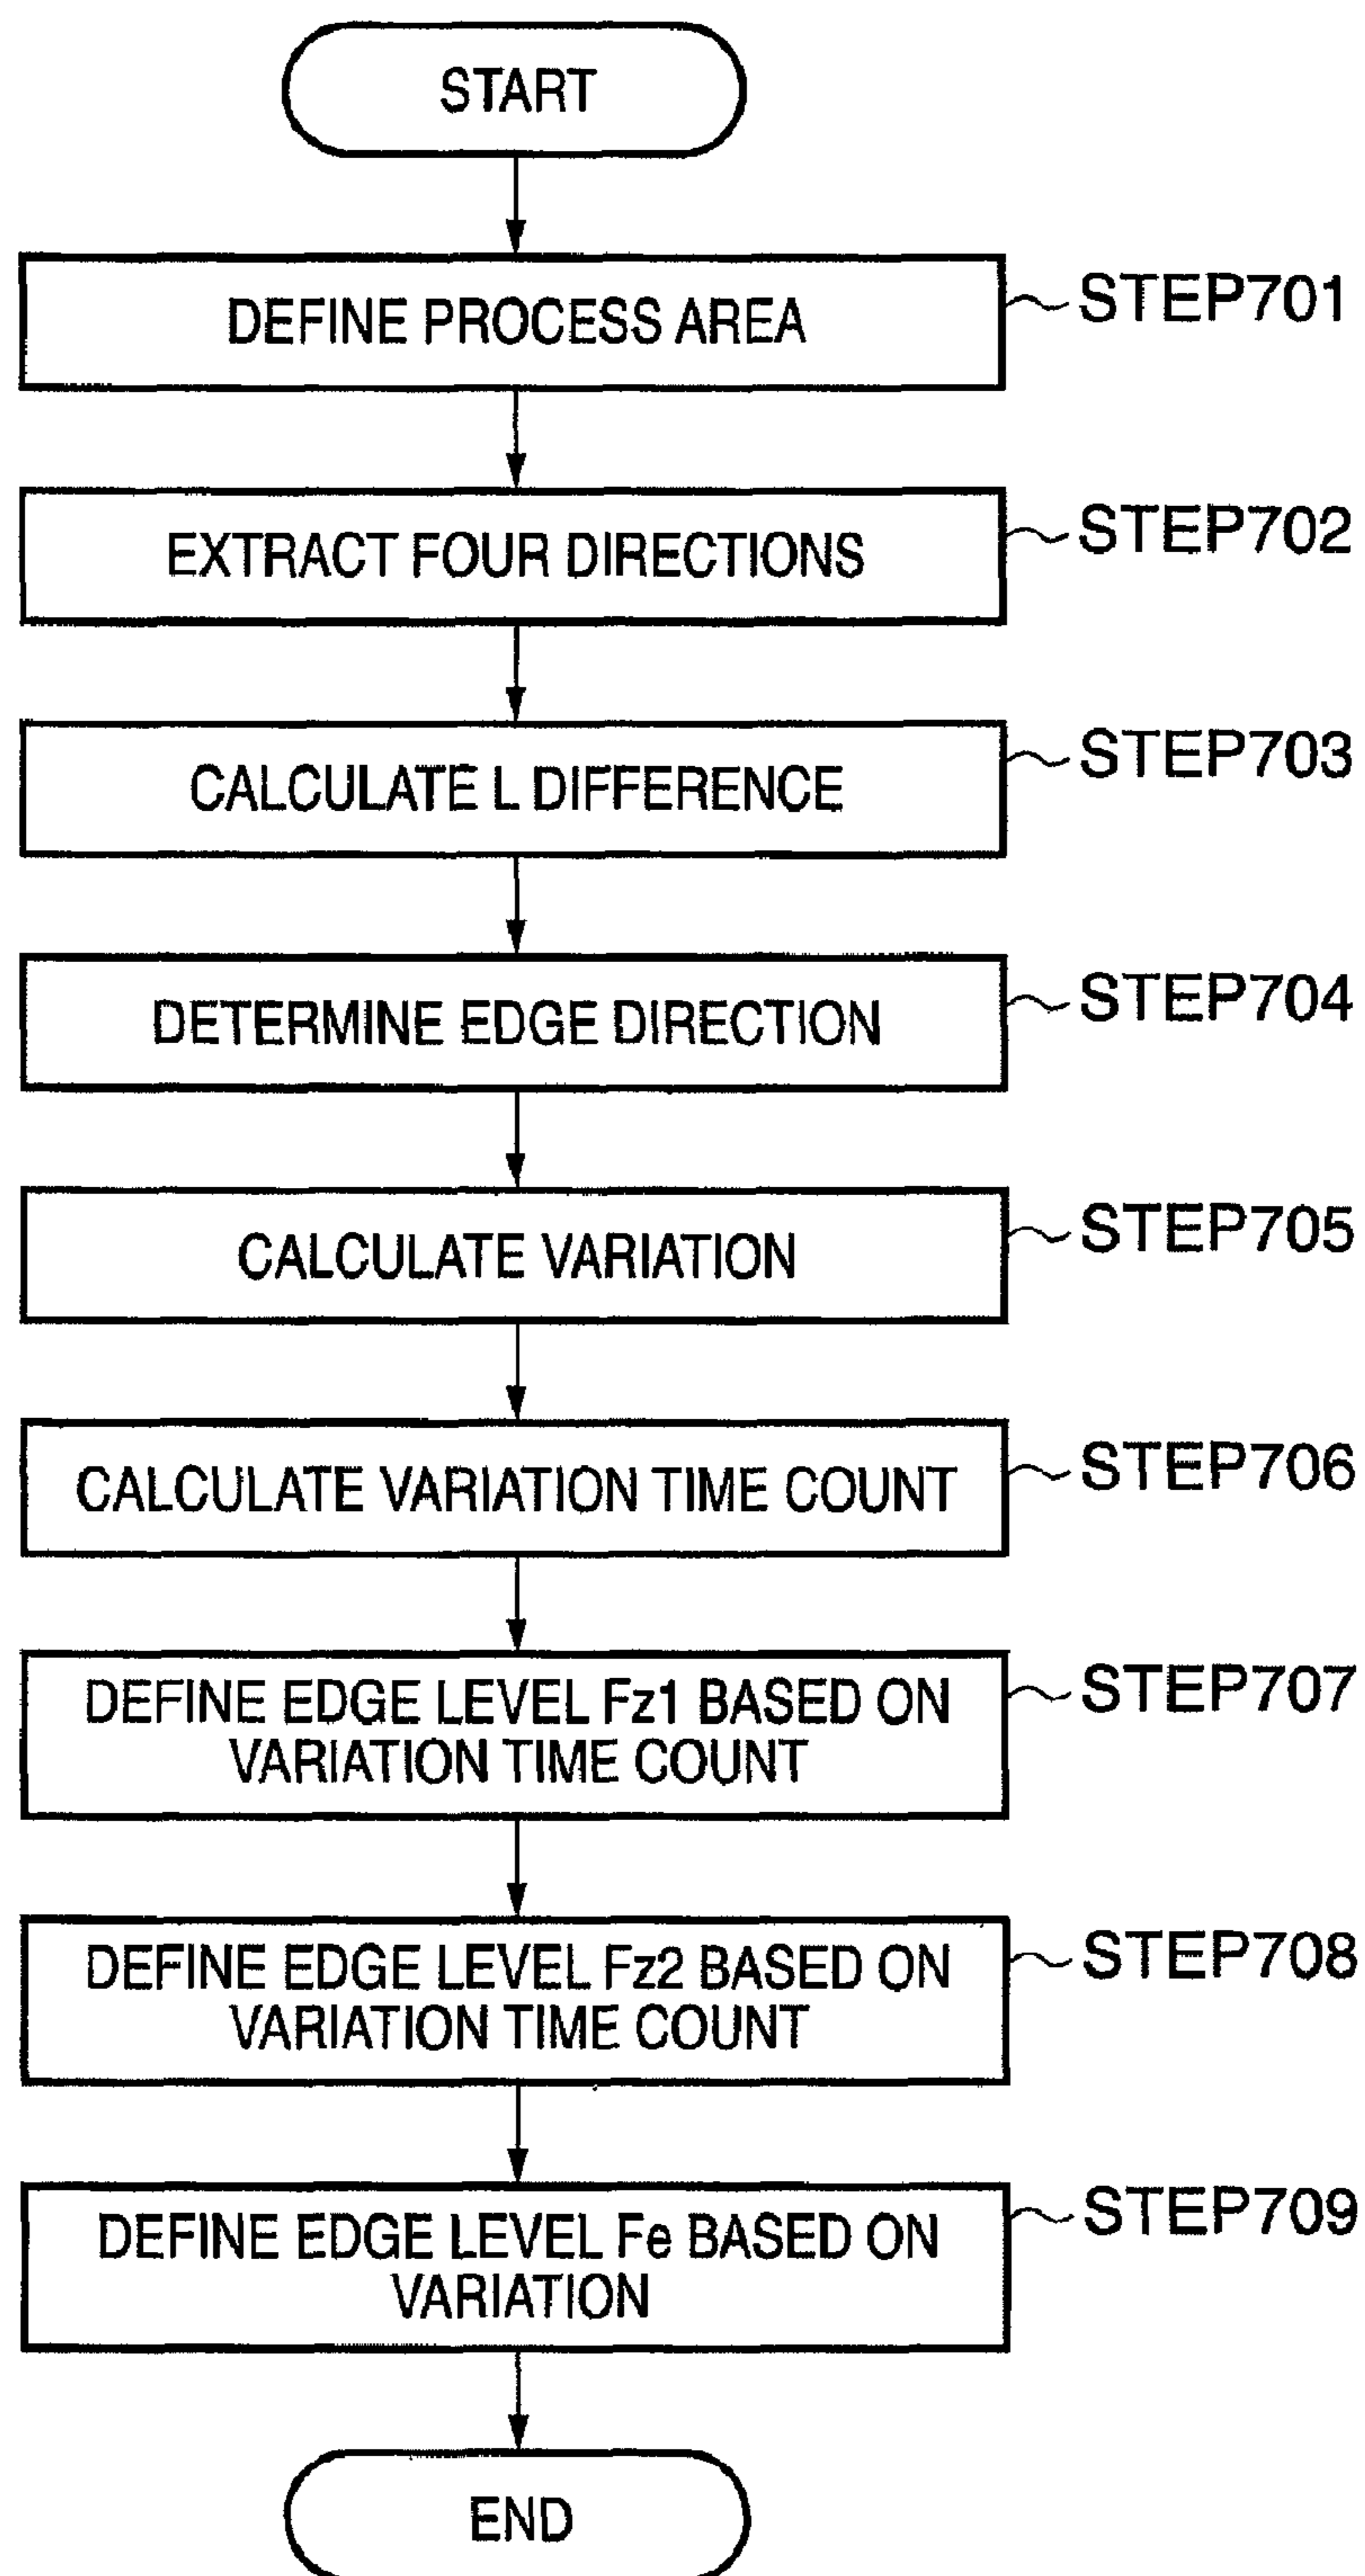 START
DEFINE PROCESS AREA
STEP701
EXTRACT FOUR DIRECTIONS
STEP702
CALCULATE L DIFFERENCE
STEP703
DETERMINE EDGE DIRECTION
STEP704
CALCULATE VARIATION
STEP705
CALCULATE VARIATION TIME COUNT
STEP706
DEFINE EDGE LEVEL Fz1 BASED ON
VARIATION TIME COUNT
STEP707
DEFINE EDGE LEVEL Fz2 BASED ON
VARIATION TIME COUNT
STEP708
DEFINE EDGE LEVEL Fe BASED ON
VARIATION
STEP709
END